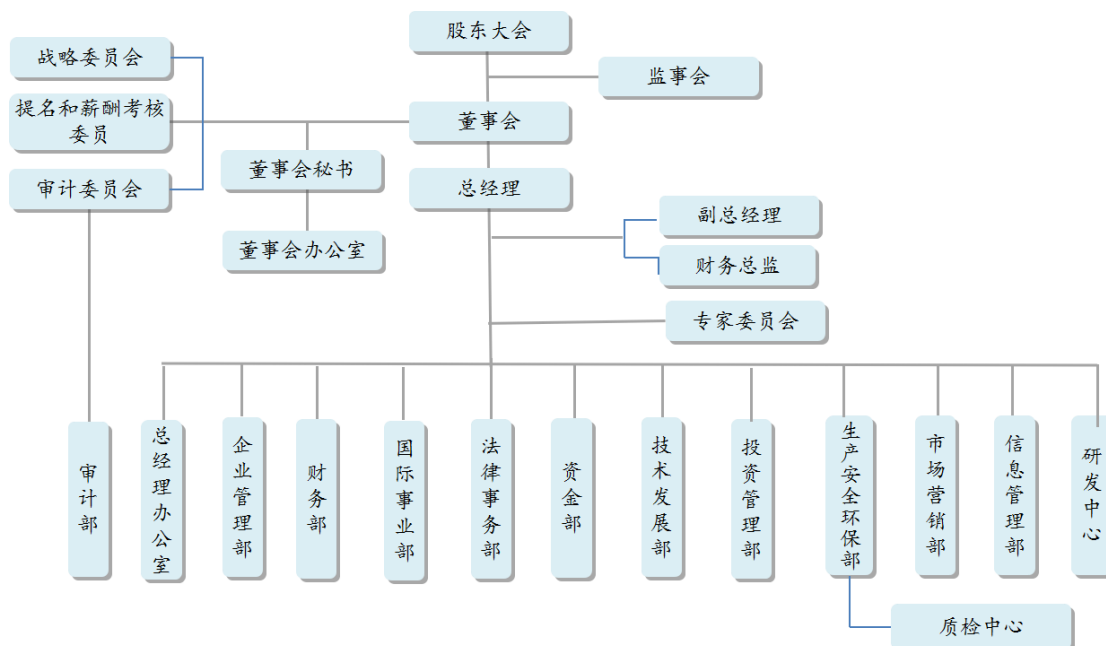 股东大会
战略委员会
监事会
提名和薪酬考核
委员
董事会
董事会秘书
审计委员会
总经理
副总经理
董事会办公室
财务总监
专家委员会
审计部
总经理办公室
企业管理部
财务部
国际事业部
法律事务部
资金部
技术发展部
投资管理部
生产安全环保部
市场营销部
信息管理部
研发中心
质检中心